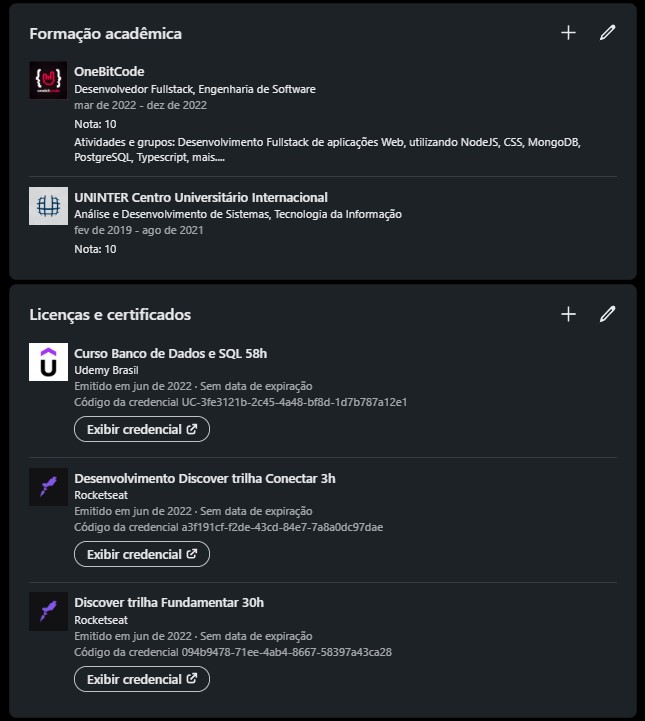 Formação acadêmica
OneBitCode
Desenvolvedor Fullstack, Engenharia de Software
mar de 2022 - dez de 2022
Nota: 10
Atividades e grupos: Desenvolvimento Fullstack de aplicações Web, utilizando NodeJS, CSS, MongoDB,
PostgreSQL, Typescript, mais....
UNINTER Centro Universitário Internacional
Análise e Desenvolvimento de Sistemas, Tecnologia da Informação
fev de 2019 - ago de 2021
Nota: 10
Licenças e certificados
Curso Banco de Dados e SQL 58h
Udemy Brasil
Emitido em jun de 2022 · Sem data de expiração
Código da credencial UC-3fe3121b-2c45-4a48-bf8d-1d7b787a12e1
Exibir credencial
Desenvolvimento Discover trilha Conectar 3h
Rocketseat
Emitido em jun de 2022 · Sem data de expiração
Código da credencial a3f191cf-f2de-43cd-84e7-7a8a0dc97dae
Exibir credencial
Discover trilha Fundamentar 30h
Rocketseat
Emitido em jun de 2022 · Sem data de expiração
Código da credencial 094b9478-71ee-4ab4-8667-58397a43ca28
Exibir credencial